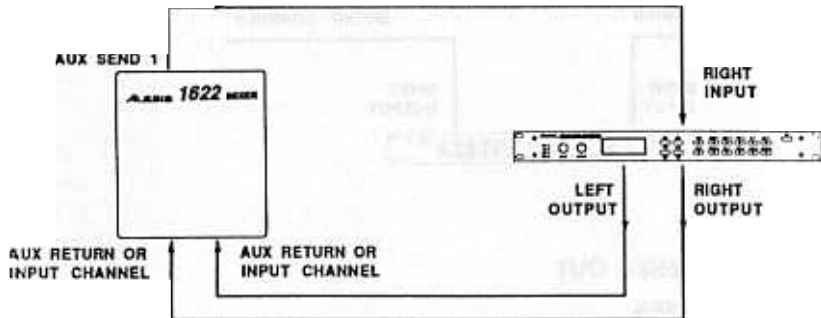 AUX SEND 1
ALESIS 1622 MIXER
RIGHT
INPUT
LEFT
OUTPUT
RIGHT
OUTPUT
AUX RETURN OR
INPUT CHANNEL
AUX RETURN OR
INPUT CHANNEL